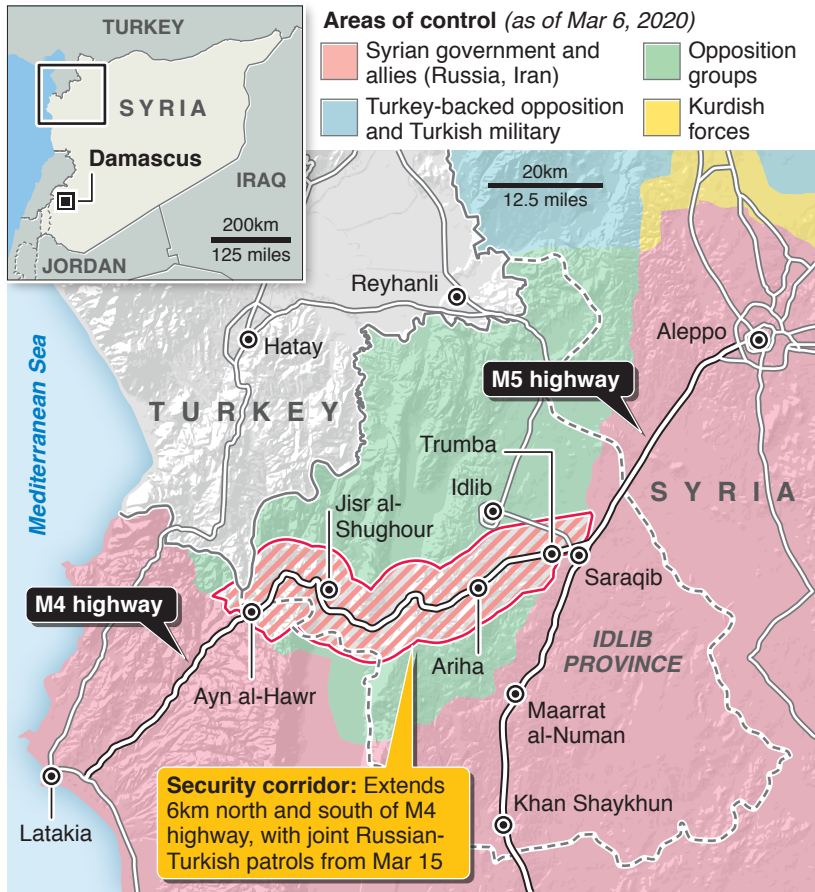 TURKEY
SYRIA
Damascus
IRAQ
200km
125 miles
JORDAN
Areas of control (as of Mar 6, 2020)
Syrian government and
allies (Russia, Iran)
Opposition
groups
Turkey-backed opposition
and Turkish military
Kurdish
forces
20km
12.5 miles
Reyhanli
Hatay
Aleppo
Mediterranean Sea
M5 highway
TURKEY
Trumba
Idlib
SYRIA
Jisr al-
Shughour
Saraqib
M4 highway
IDLIB
PROVINCE
Ariha
Ayn al-Hawr
Maarrat
al-Numan
Security corridor: Extends
6km north and south of M4
highway, with joint Russian-
Turkish patrols from Mar 15
Khan Shaykhun
Latakia